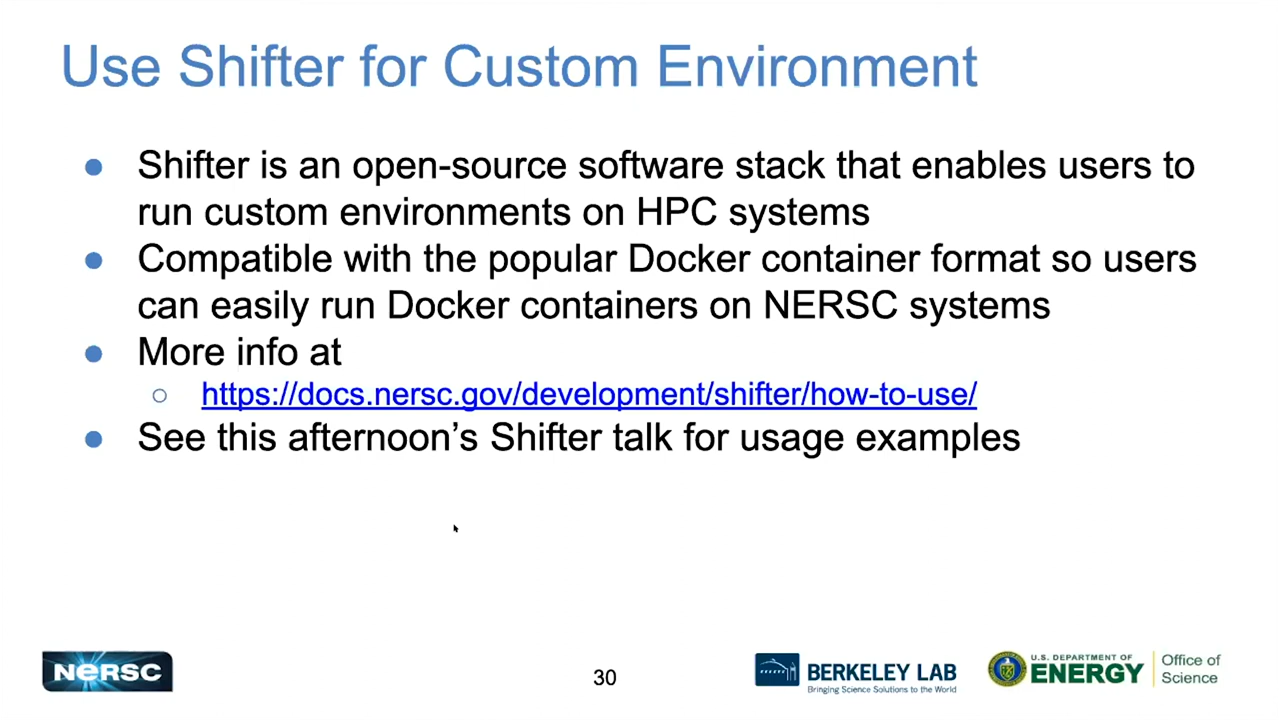 Use Shifter for Custom Environment
● Shifter is an open-source software stack that enables users to
run custom environments on HPC systems
● Compatible with the popular Docker container format so users
can easily run Docker containers on NERSC systems
● More info at
○ https://docs.nersc.gov/development/shifter/how-to-use/
● See this afternoon’s Shifter talk for usage examples
NERSC
30
BERKELEY LAB
Bringing Science Solutions to the World
U.S. DEPARTMENT OF
ENERGY
Office of
Science